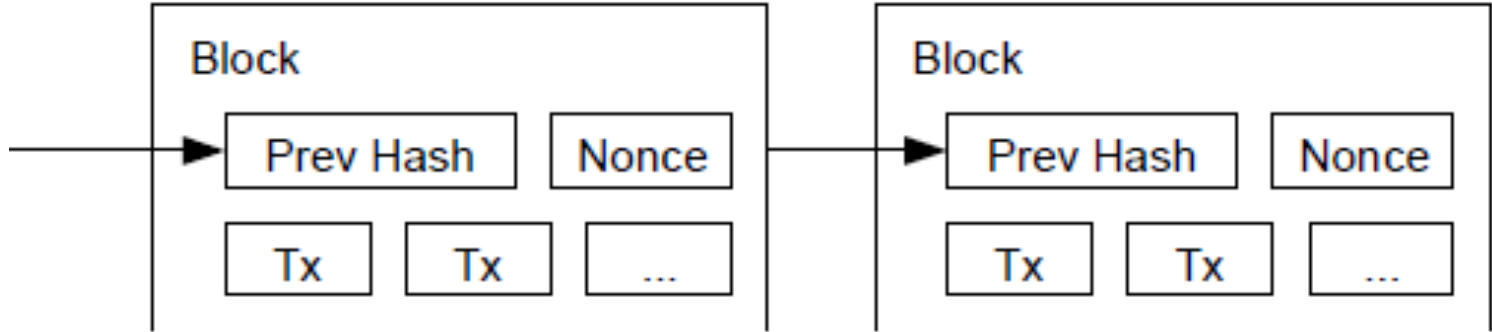 Block
Prev Hash Nonce
Tx Tx ...
Block
Prev Hash Nonce
Tx Tx ...